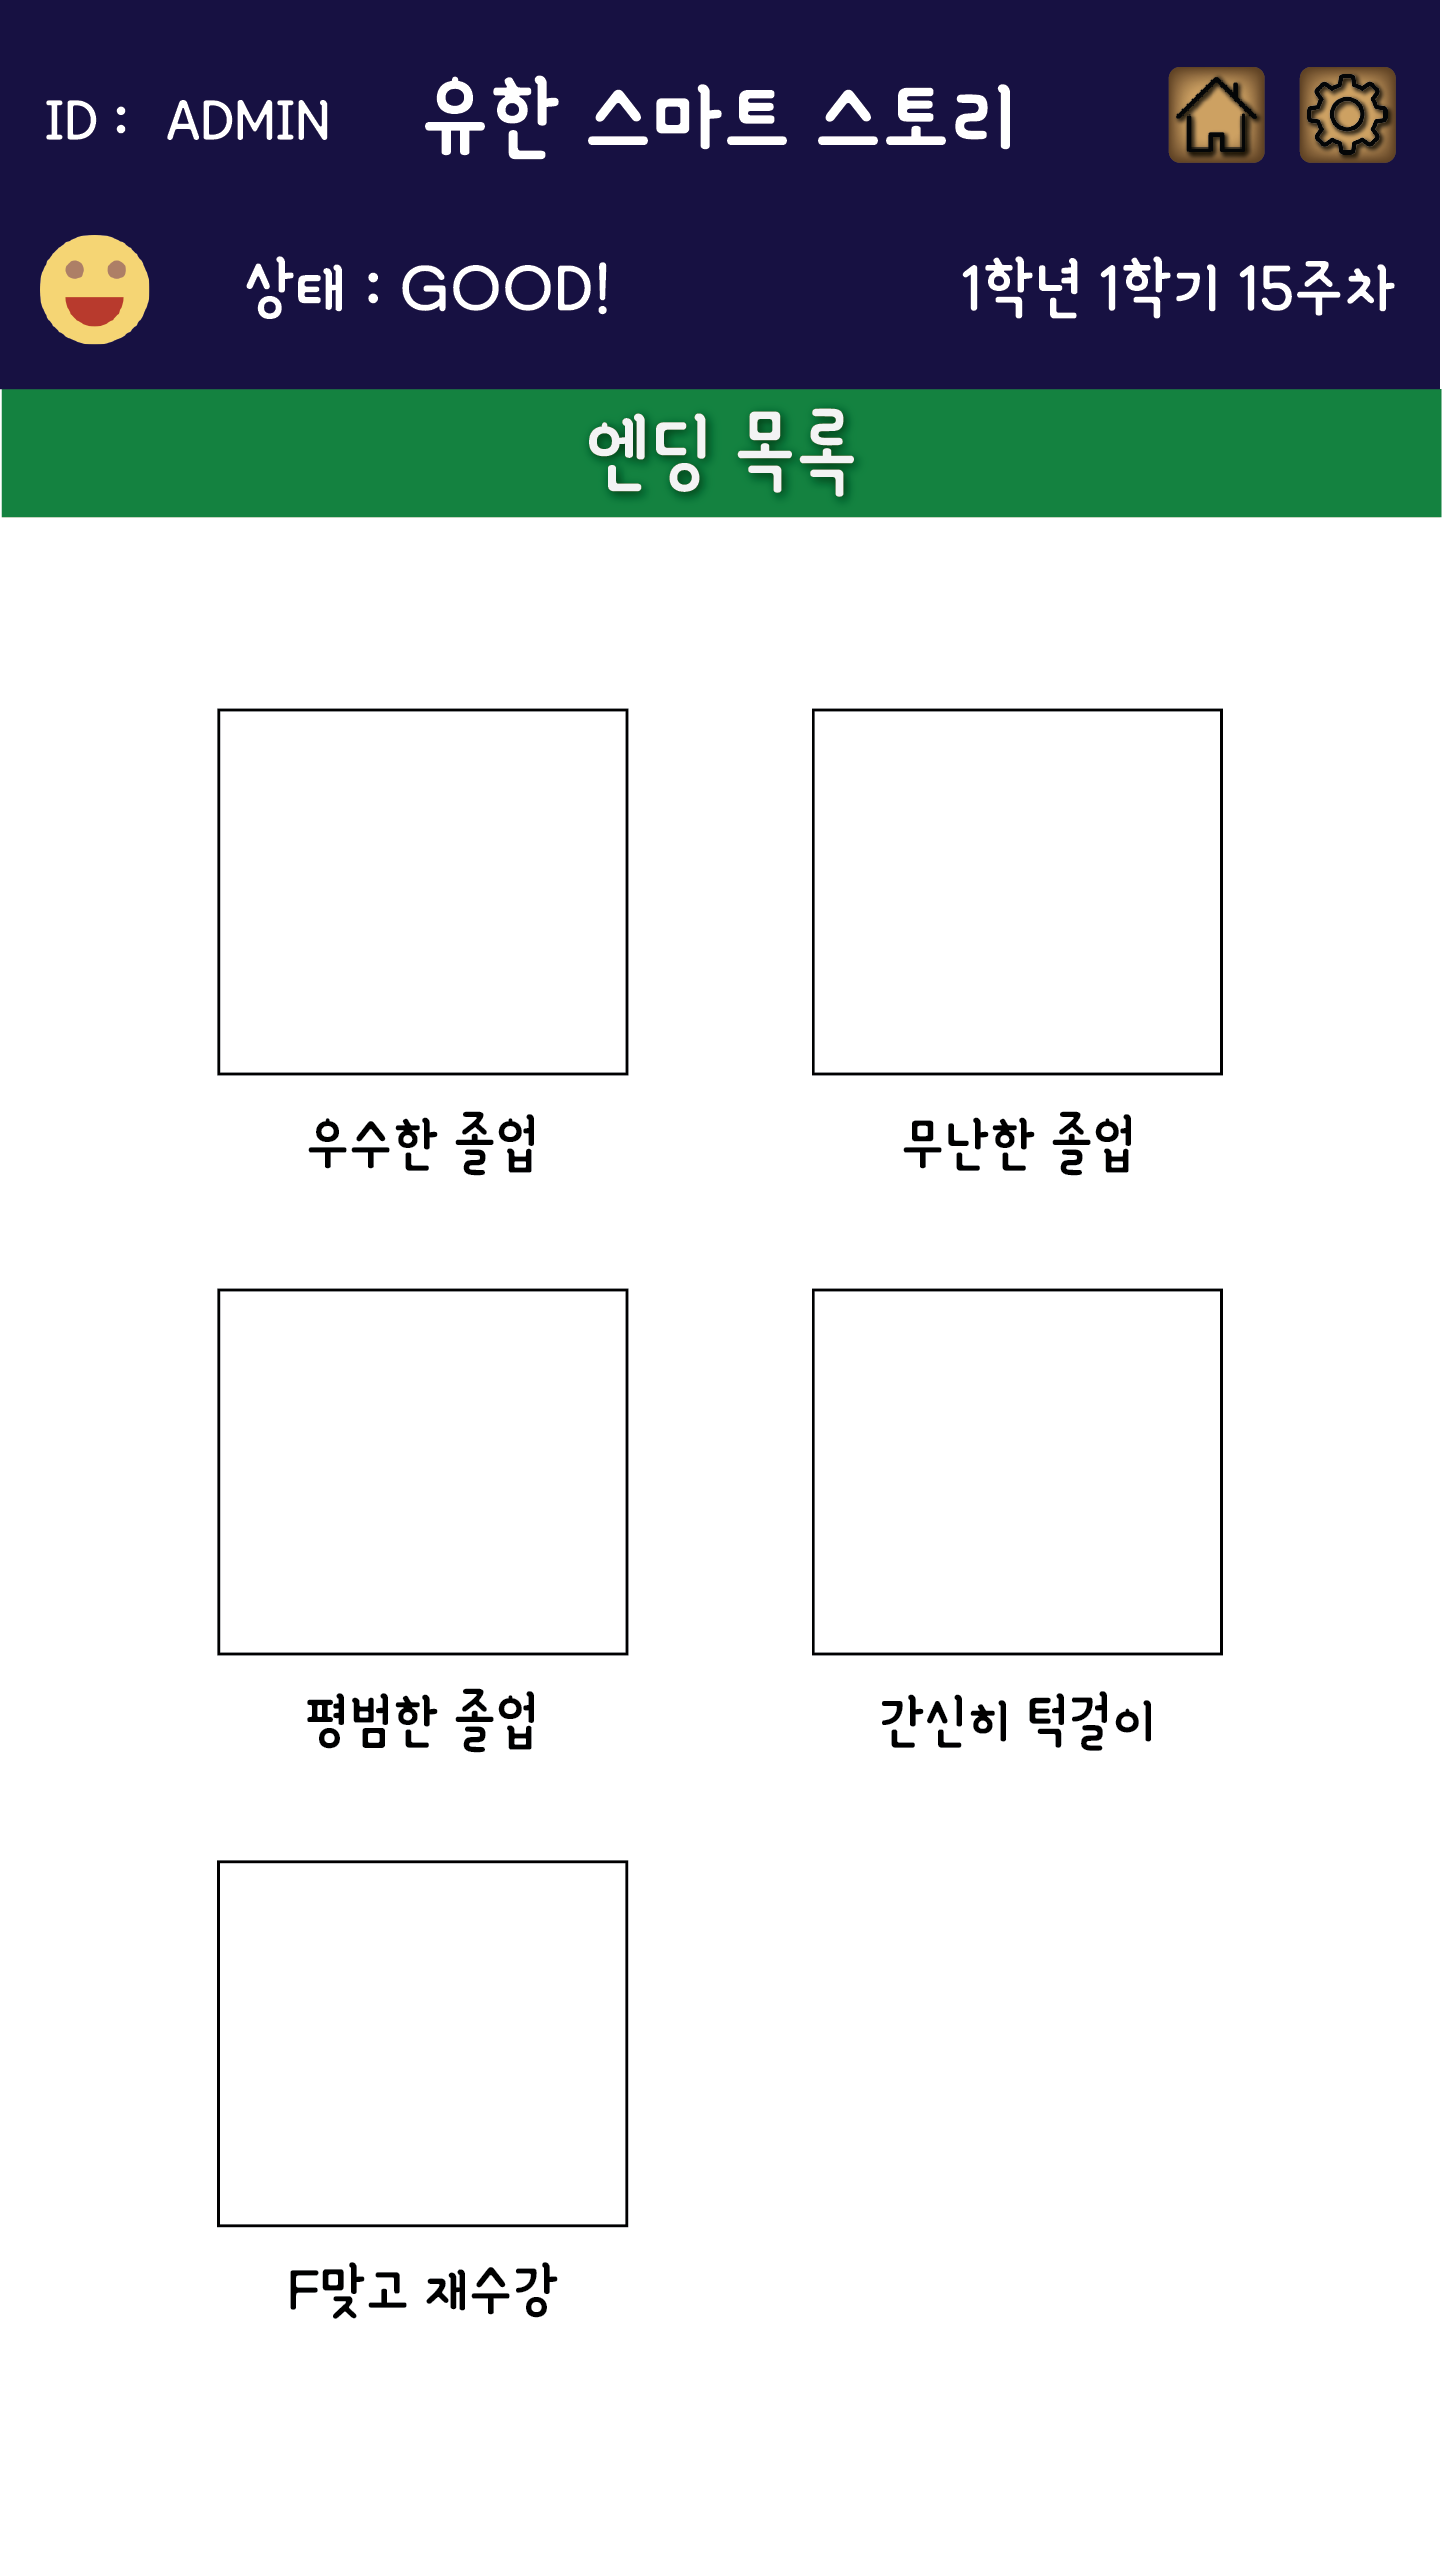 ID : ADMIN
유한 스마트 스토리
상태 : GOOD!
1학년 1학기 15주차
엔딩 목록
우수한 졸업
무난한 졸업
평범한 졸업
간신히 턱걸이
F맞고 재수강